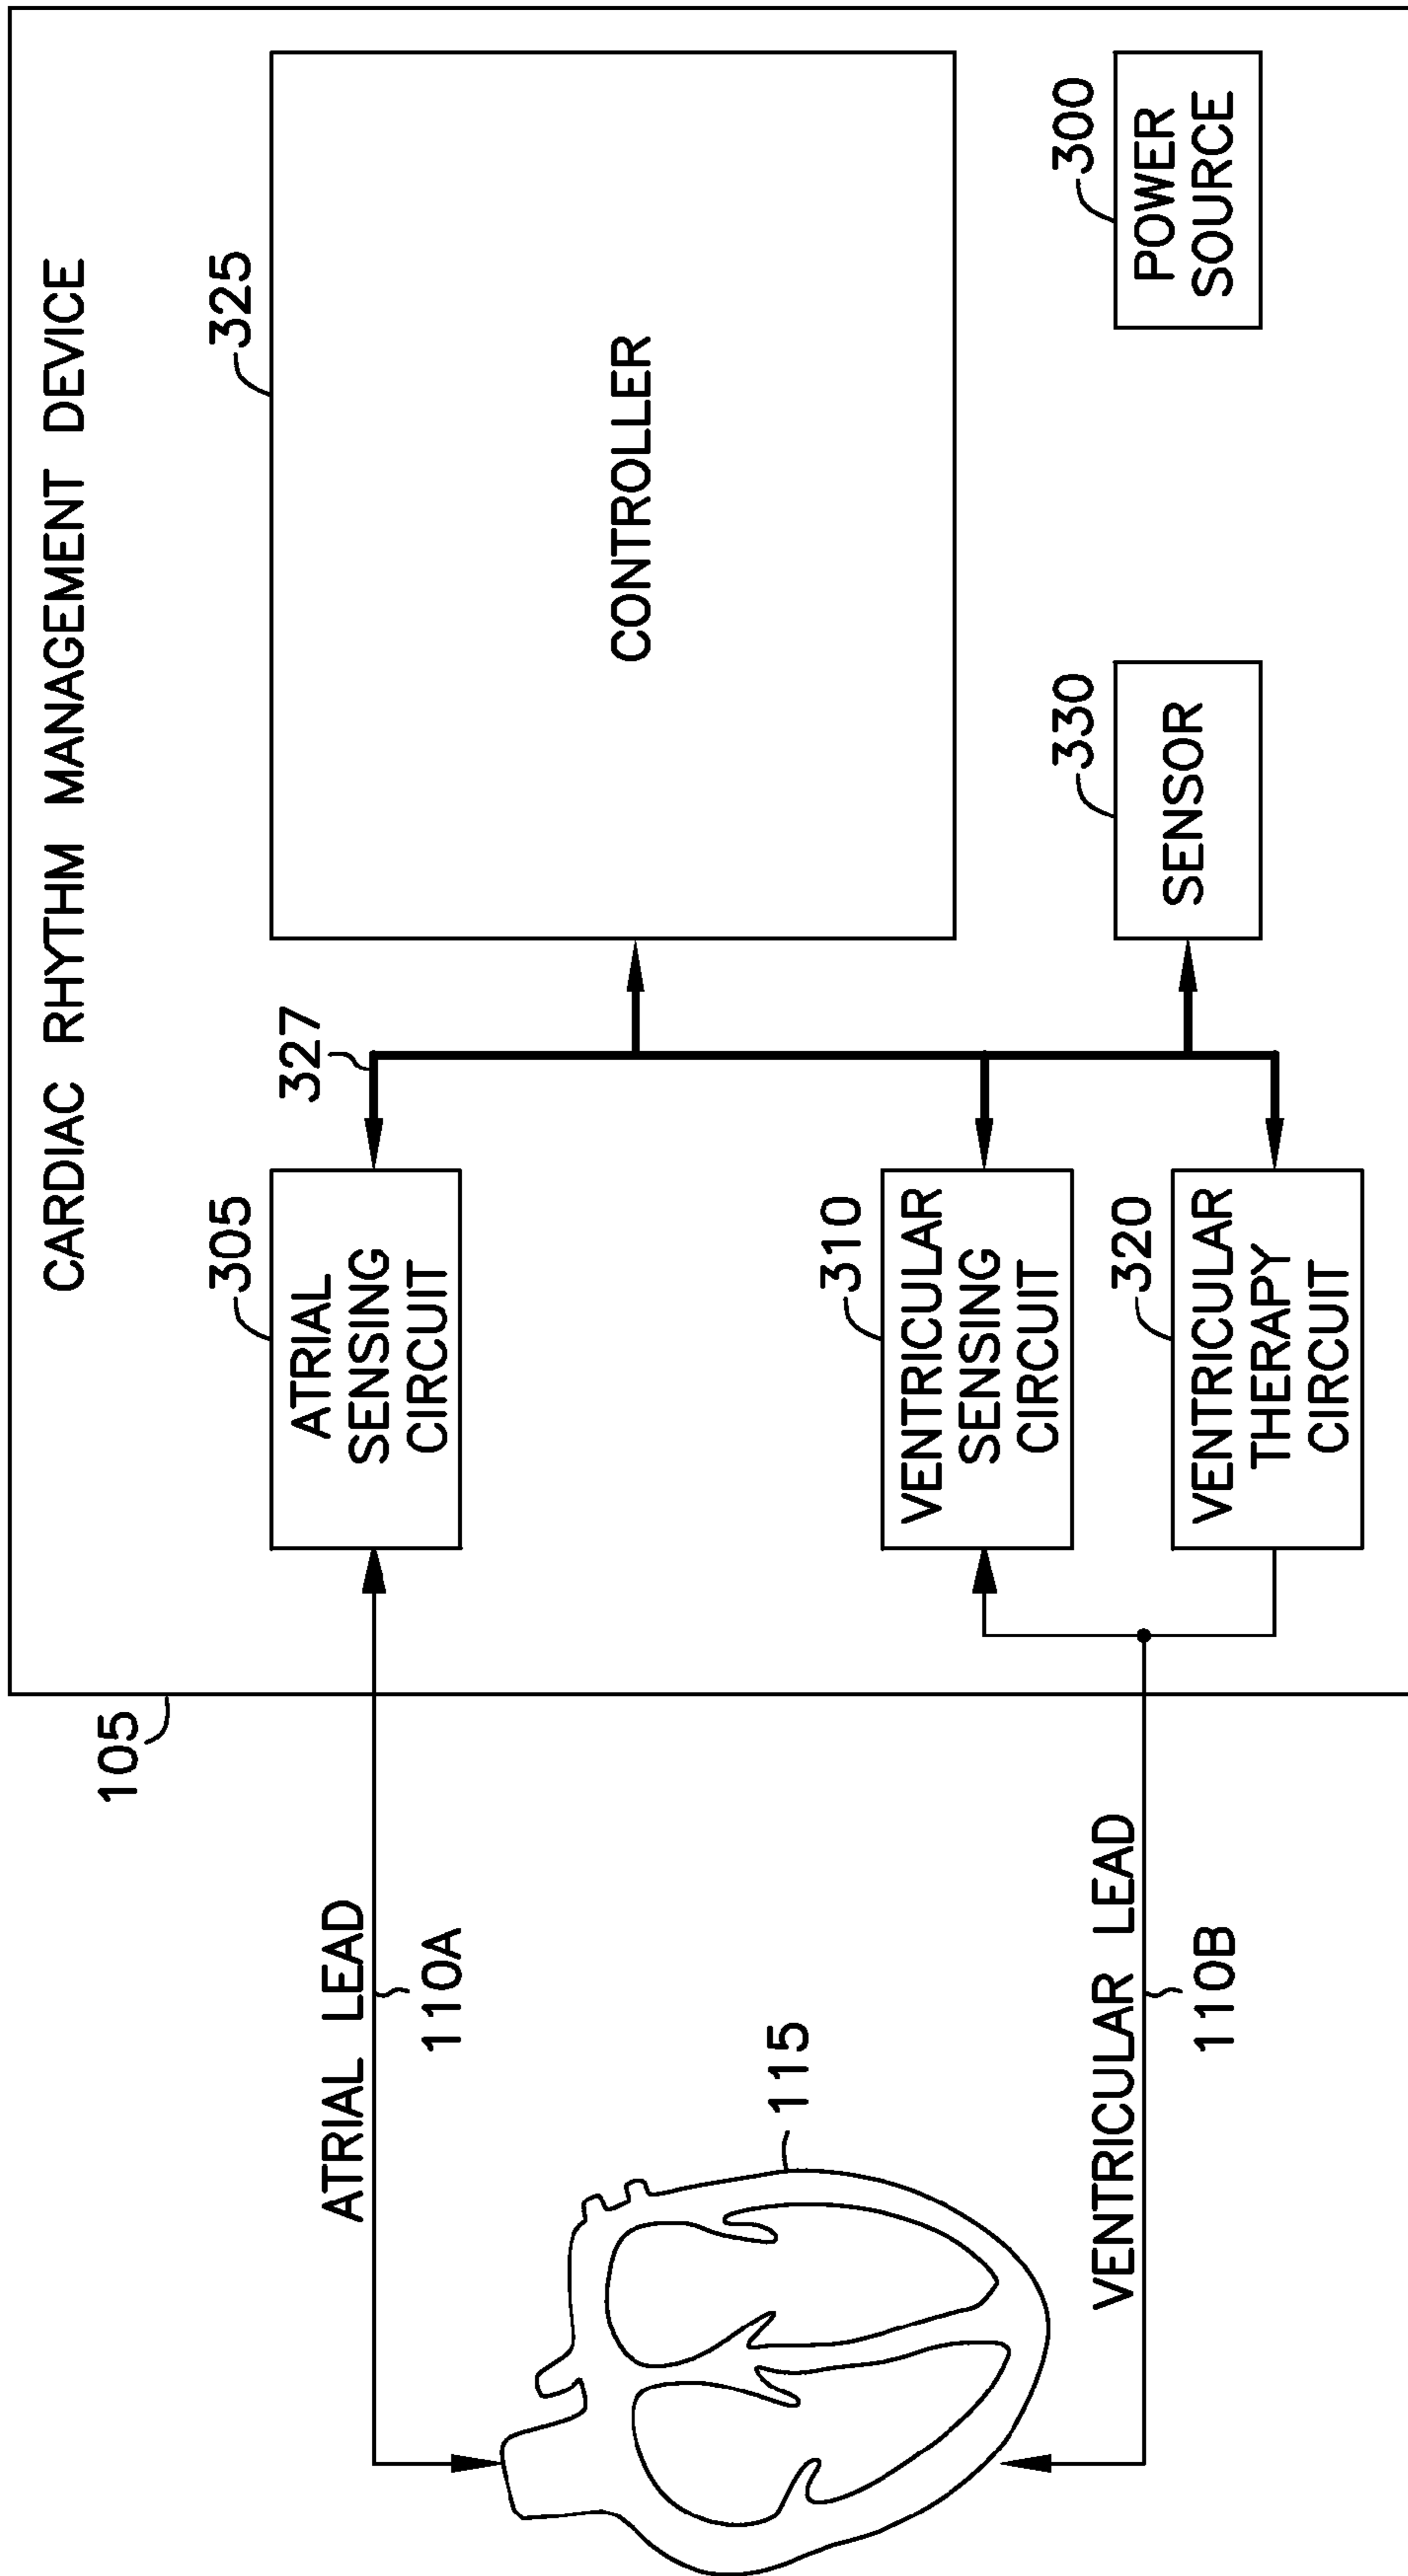 CARDIAC RHYTHM MANAGEMENT DEVICE
105
ATRIAL LEAD
110A
305
ATRIAL
SENSING
CIRCUIT
327
325
CONTROLLER
115
VENTRICULAR LEAD
110B
310
VENTRICULAR
SENSING
CIRCUIT
320
VENTRICULAR
THERAPY
CIRCUIT
330
SENSOR
300
POWER
SOURCE